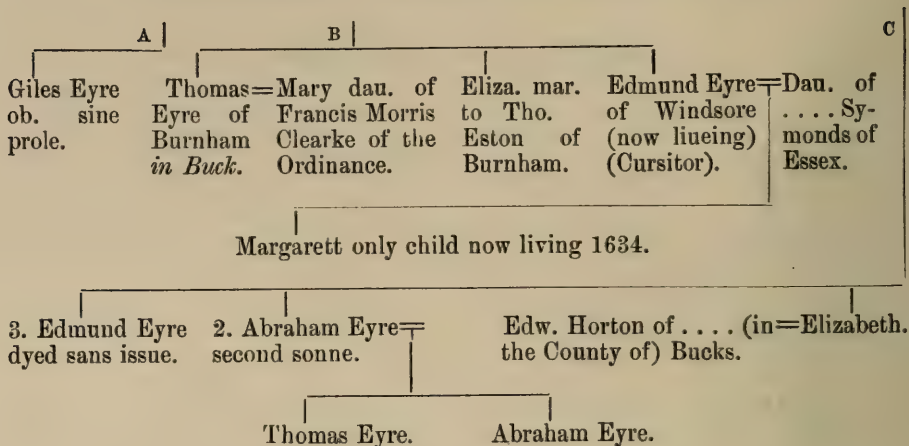 A B C
Giles Eyre
ob. sine
prole.
Thomas=Mary dau. of
Eyre of Francis Morris
Burnham Clearke of the
in Buck. Ordinance.
Eliza. mar.
to Tho.
Eston of
Burnham.
Edmund Eyre=Dau. of
of Windsore . . . . Sy-
(now liueing) monds of
(Cursitor). Essex.
Margarett only child now living 1634.
3. Edmund Eyre
dyed sans issue.
2. Abraham Eyre=
second sonne.
Edw. Horton of . . . . (in=Elizabeth.
the County of) Bucks.
Thomas Eyre. Abraham Eyre.